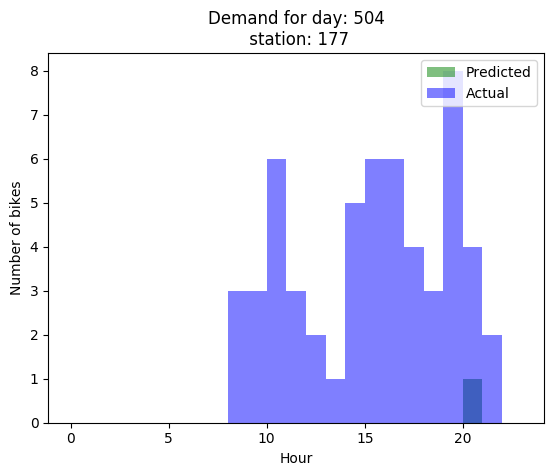 Demand for day: 504
station: 177
Predicted
Actual
8
7
6
5
4
3
2
1
0
Number of bikes
0 5 10 15 20
Hour